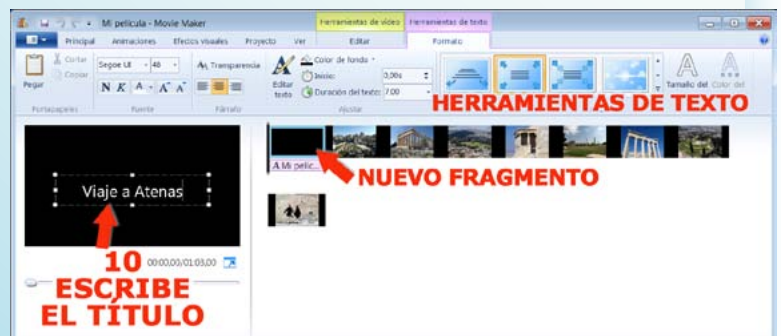 Mi película - Movie Maker
Herramientas de vídeo
Herramientas de texto
Principal Animaciones Efectos visuales Proyecto Ver Editar Formato
Pegar
Cortar
Copiar
Portapapeles
Segoe UI 48
Transparencia
N K A A A
Fuente
Párrafo
Editar texto
Color de fondo
Inicio: 0,00s
Duración del texto: 7,00
Ajustar
Tamaño del
Color del
HERRAMIENTAS DE TEXTO
A Mi pelíc...
NUEVO FRAGMENTO
Viaje a Atenas
00:00,00/01:03,00
10
ESCRIBE
EL TÍTULO